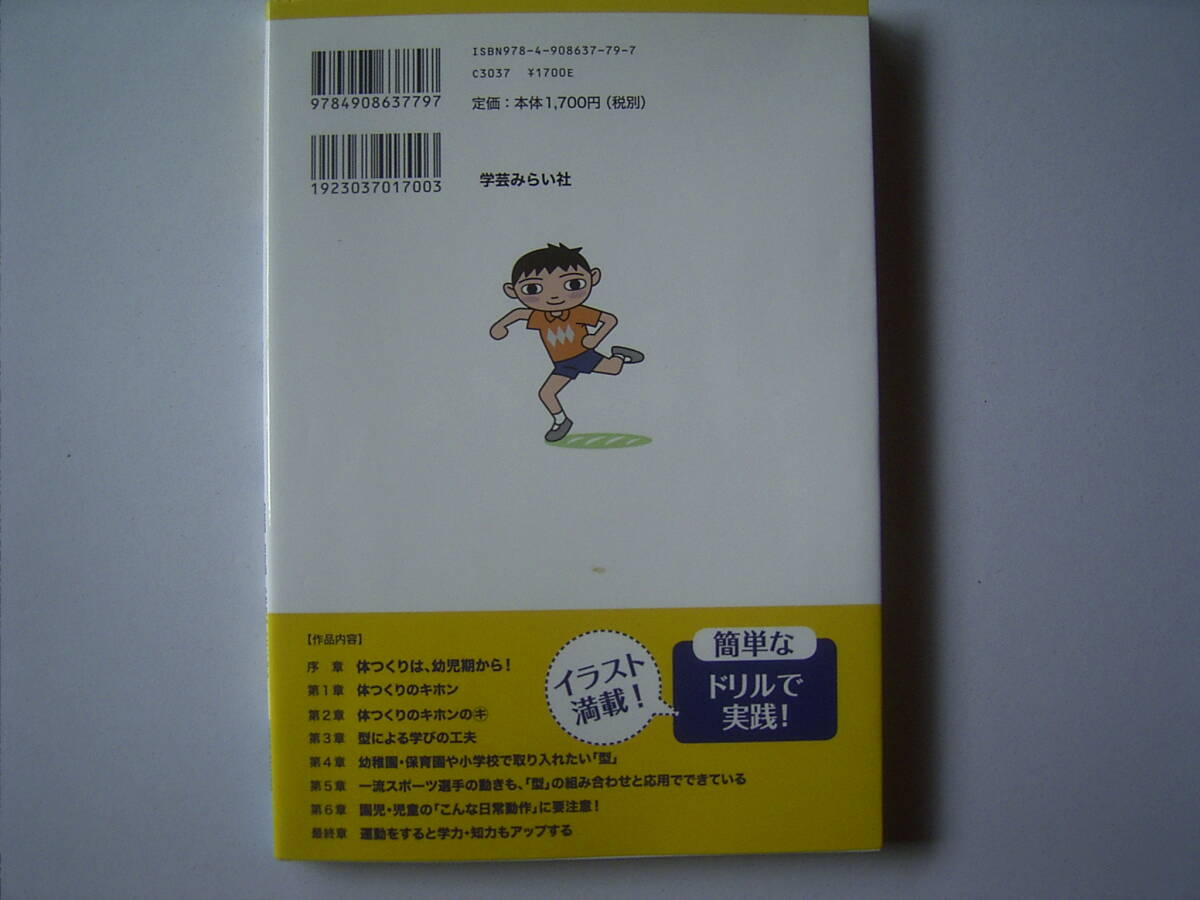 ISBN978-4-908637-79-7
C3037 ¥1700E
9784908637797
定価：本体1,700円（税別）
1923037017003
学芸みらい社
【作品内容】
序 章 体つくりは、幼児期から！
第１章 体つくりのキホン
第２章 体つくりのキホンの㋖
第３章 型による学びの工夫
第４章 幼稚園・保育園や小学校で取り入れたい「型」
第５章 一流スポーツ選手の動きも、「型」の組み合わせと応用でできている
第６章 園児・児童の「こんな日常動作」に要注意！
最終章 運動をすると学力・知力もアップする
イラスト
満載！
簡単な
ドリルで
実践！